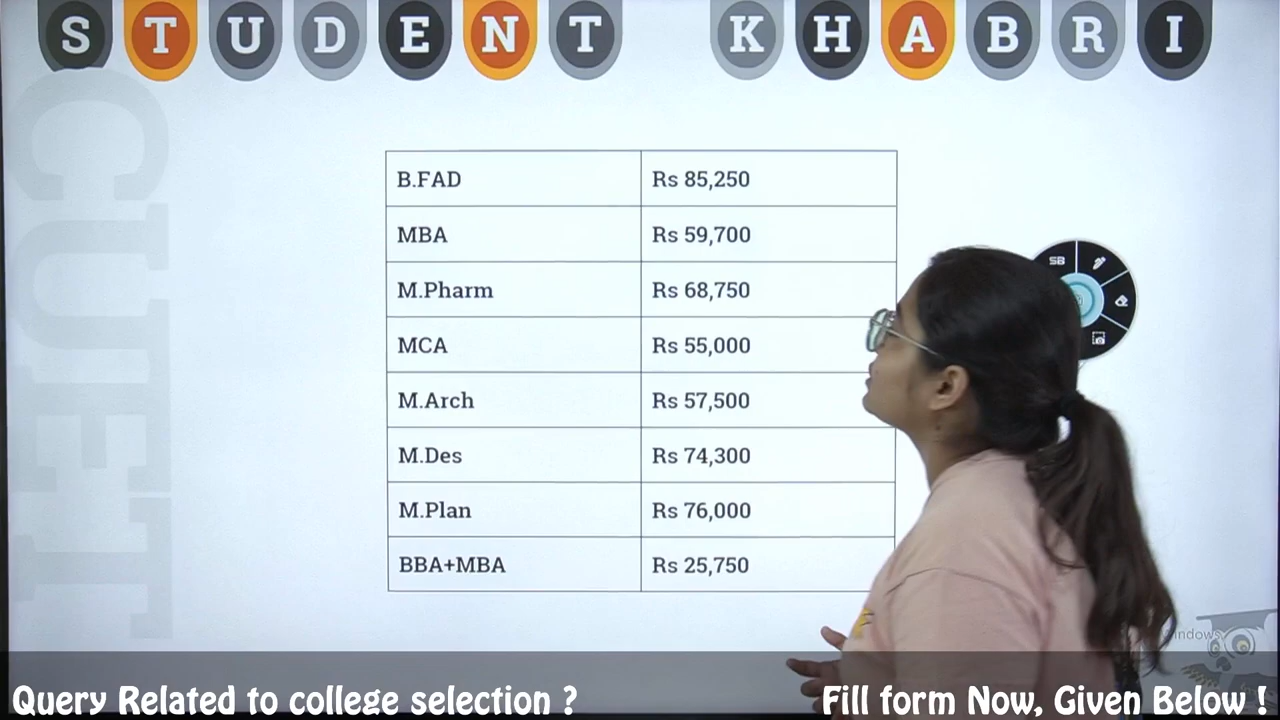 STUDENT KHABRI
CUET
B.FAD Rs 85,250
MBA Rs 59,700
M.Pharm Rs 68,750
MCA Rs 55,000
M.Arch Rs 57,500
M.Des Rs 74,300
M.Plan Rs 76,000
BBA+MBA Rs 25,750
SB
indows
Query Related to college selection ?
Fill form Now, Given Below !